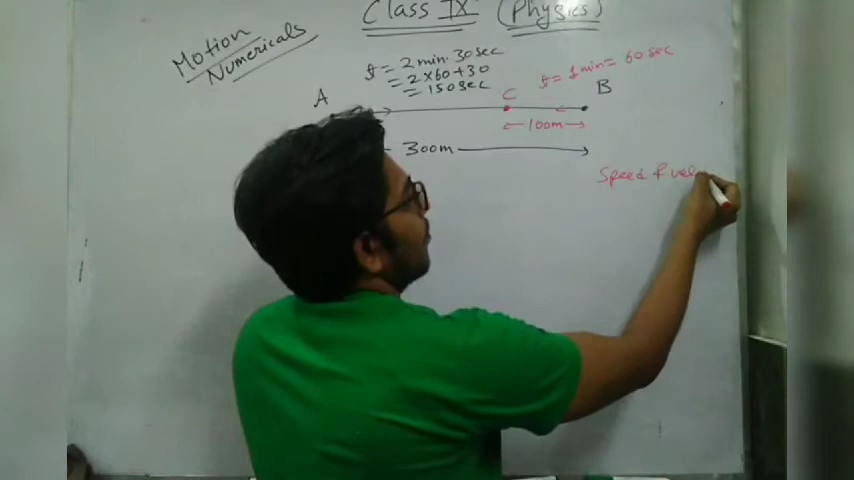 Class IX (Physics)
Motion
Numericals
t = 2 min. 30 sec
= 2×60+30
= 150 sec
t = 1 min = 60 sec
A
C
B
100m
300m
Speed & vel